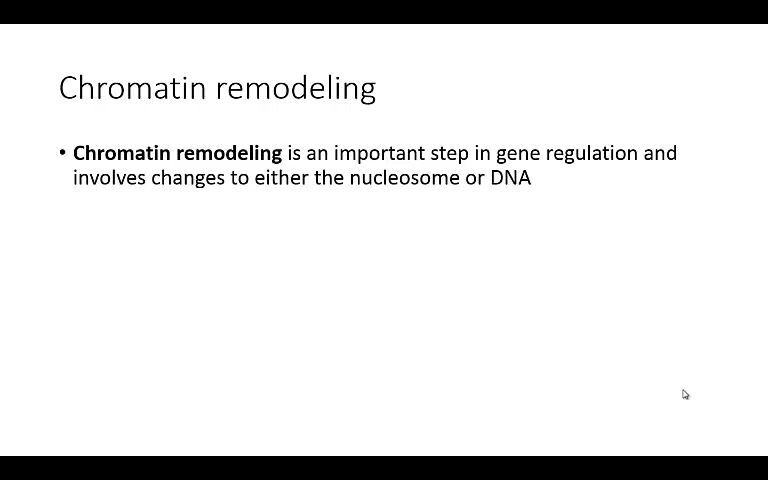 Chromatin remodeling
• Chromatin remodeling is an important step in gene regulation and
involves changes to either the nucleosome or DNA